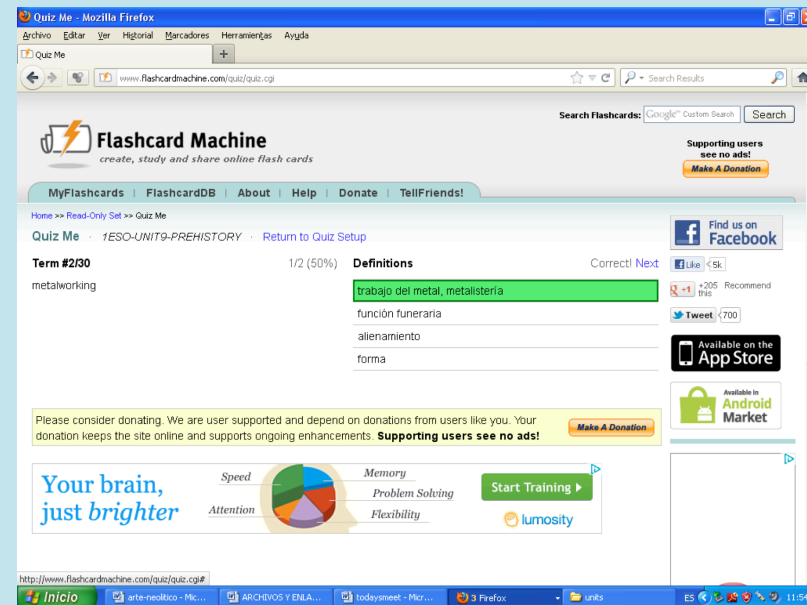 Quiz Me - Mozilla Firefox
Archivo Editar Ver Historial Marcadores Herramientas Ayuda
Quiz Me
www.flashcardmachine.com/quiz/quiz.cgi
Search Results
Search Flashcards: Google™ Custom Search Search
Flashcard Machine
create, study and share online flash cards
Supporting users
see no ads!
Make A Donation
MyFlashcards | FlashcardDB | About | Help | Donate | TellFriends!
Home >> Read-Only Set >> Quiz Me
Quiz Me · 1ESO-UNIT9-PREHISTORY · Return to Quiz Setup
Find us on
Facebook
Term #2/30 1/2 (50%) Definitions Correct! Next
Like <5k
metalworking
trabajo del metal, metalistería
función funeraria
alienamiento
forma
+1 +205 Recommend
this
Tweet 700
Available on the
App Store
Available in
Android
Market
Please consider donating. We are user supported and depend on donations from users like you. Your
donation keeps the site online and supports ongoing enhancements. Supporting users see no ads!
Make A Donation
Your brain,
just brighter
Speed
Attention
Memory
Problem Solving
Flexibility
Start Training
lumosity
http://www.flashcardmachine.com/quiz/quiz.cgi#
Inicio
arte-neolitico - Mic...
ARCHIVOS Y ENLA...
todaysmeet - Micr...
3 Firefox
units
ES
11:54